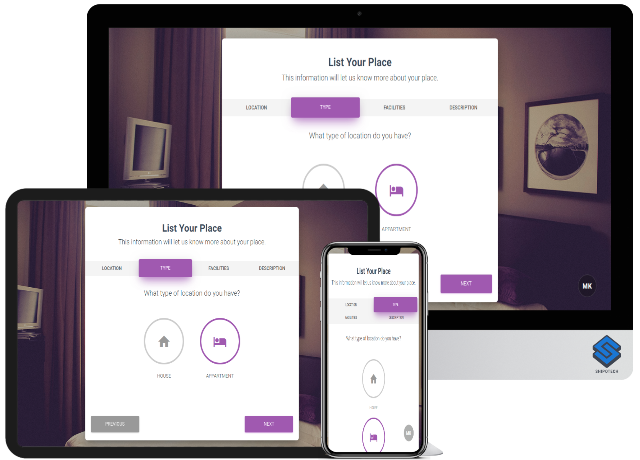 List Your Place
This information will let us know more about your place.
LOCATION TYPE FACILITIES DESCRIPTION
What type of location do you have?
APPARTMENT
NEXT
MK
SHIPOTECH
List Your Place
This information will let us know more about your place
LOCATION TYPE FACILITIES DESCRIPTION
What type of location do you have?
HOUSE APPARTMENT
PREVIOUS NEXT
List Your Place
This information will let us know more about your place.
LOCATION TYPE
FACILITIES DESCRIPTION
What type of location do you have?
HOUSE
MK